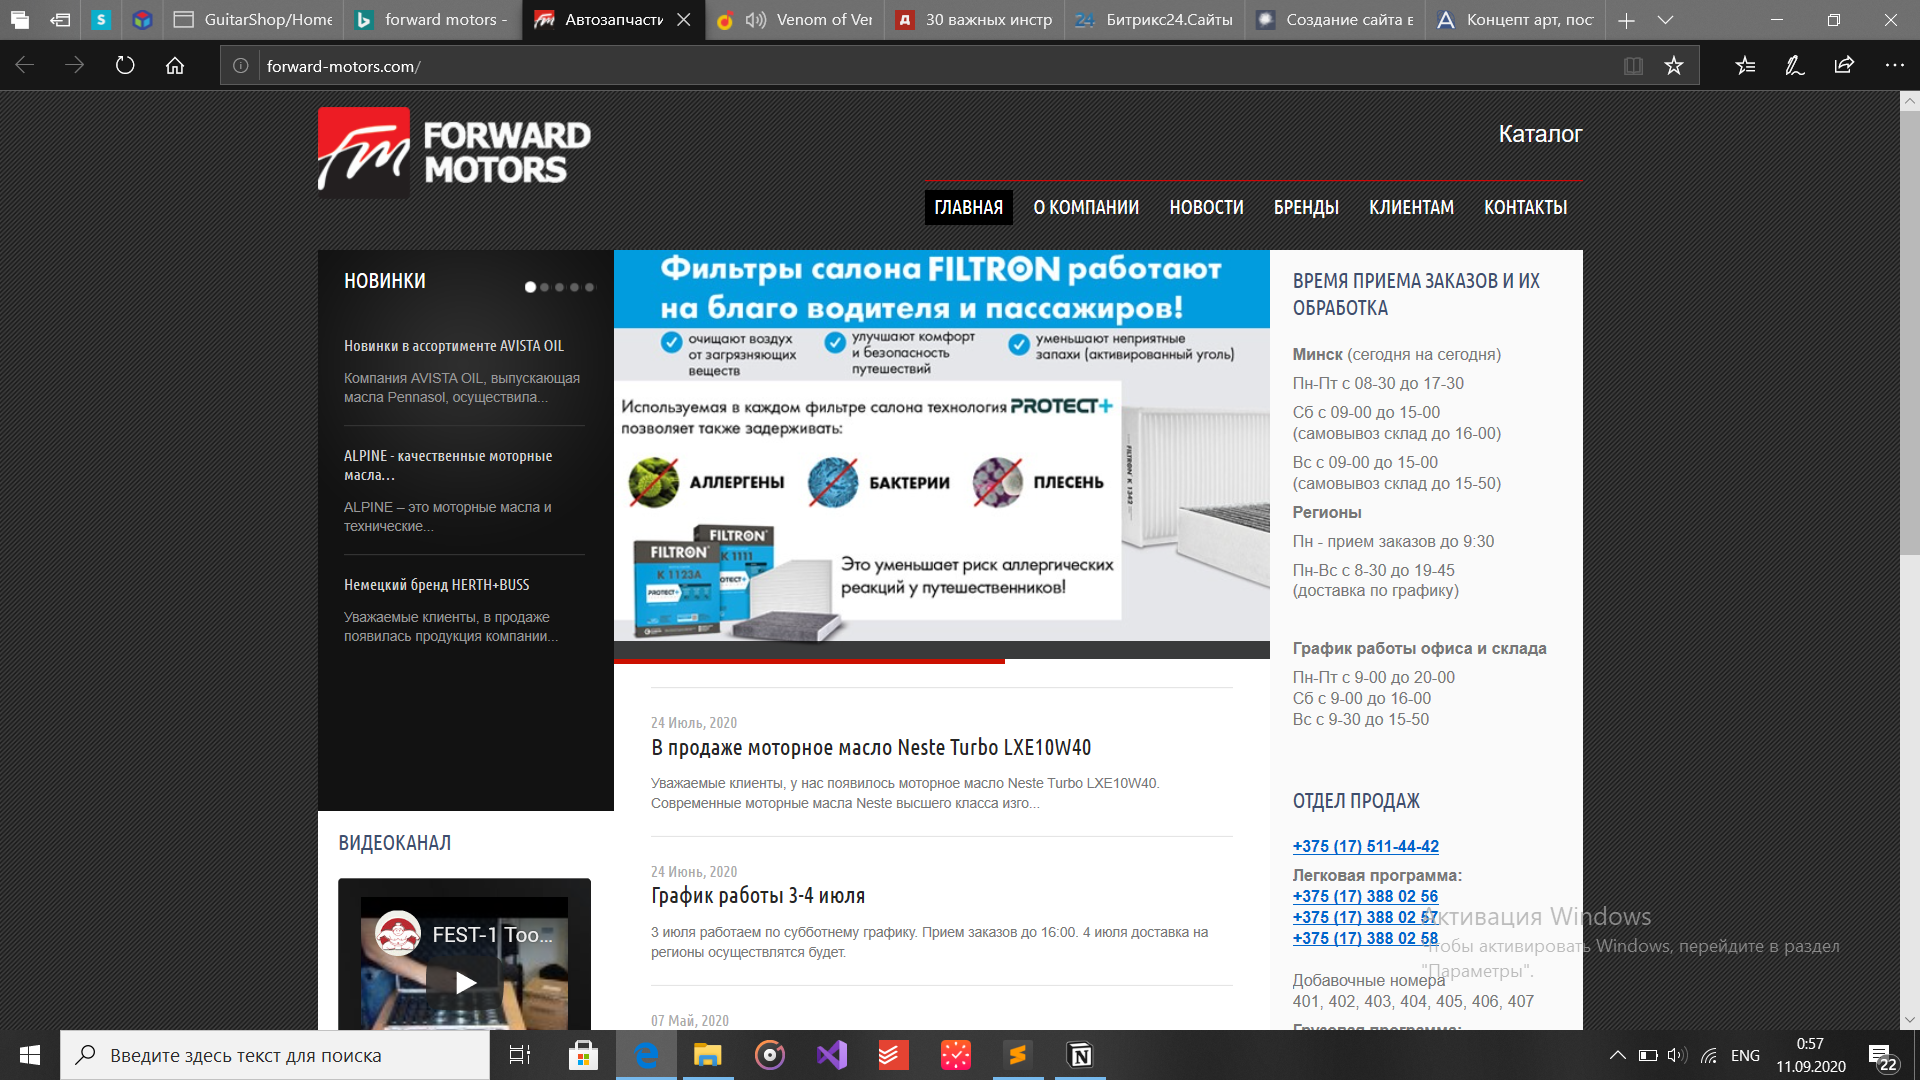 GuitarShop/Home
forward motors -
Автозапчасти
Venom of Ver
30 важных инстр
24 Битрикс24.Сайты
Создание сайта в
Концепт арт, пос
forward-motors.com/
fm FORWARD
MOTORS
Каталог
ГЛАВНАЯ О КОМПАНИИ НОВОСТИ БРЕНДЫ КЛИЕНТАМ КОНТАКТЫ
НОВИНКИ
Новинки в ассортименте AVISTA OIL
Компания AVISTA OIL, выпускающая
масла Pennasol, осуществила...
ALPINE - качественные моторные
масла...
ALPINE – это моторные масла и
технические...
Немецкий бренд HERTH+BUSS
Уважаемые клиенты, в продаже
появилась продукция компании...
ВИДЕОКАНАЛ
FEST-1 Too...
Фильтры салона FILTRON работают
на благо водителя и пассажиров!
очищают воздух
от загрязняющих
веществ
улучшают комфорт
и безопасность
путешествий
уменьшают неприятные
запахи (активированный уголь)
Используемая в каждом фильтре салона технология PROTECT+
позволяет также задерживать:
АЛЛЕРГЕНЫ БАКТЕРИИ ПЛЕСЕНЬ
FILTRON K 1342
FILTRON
K 1111
PROTECT+
FILTRON
K 1123A
PROTECT+
Это уменьшает риск аллергических
реакций у путешественников!
24 Июль, 2020
В продаже моторное масло Neste Turbo LXE10W40
Уважаемые клиенты, у нас появилось моторное масло Neste Turbo LXE10W40.
Современные моторные масла Neste высшего класса изго...
24 Июнь, 2020
График работы 3-4 июля
3 июля работаем по субботнему графику. Прием заказов до 16:00. 4 июля доставка на
регионы осуществлятся будет.
07 Май, 2020
ВРЕМЯ ПРИЕМА ЗАКАЗОВ И ИХ
ОБРАБОТКА
Минск (сегодня на сегодня)
Пн-Пт с 08-30 до 17-30
Сб с 09-00 до 15-00
(самовывоз склад до 16-00)
Вс с 09-00 до 15-00
(самовывоз склад до 15-50)
Регионы
Пн - прием заказов до 9:30
Пн-Вс с 8-30 до 19-45
(доставка по графику)
График работы офиса и склада
Пн-Пт с 9-00 до 20-00
Сб с 9-00 до 16-00
Вс с 9-30 до 15-50
ОТДЕЛ ПРОДАЖ
+375 (17) 511-44-42
Легковая программа:
+375 (17) 388 02 56
+375 (17) 388 02 57
+375 (17) 388 02 58
Добавочные номера
401, 402, 403, 404, 405, 406, 407
Грузовая программа:
Активация Windows
Чтобы активировать Windows, перейдите в раздел
"Параметры".
Введите здесь текст для поиска
ENG
0:57
11.09.2020
22